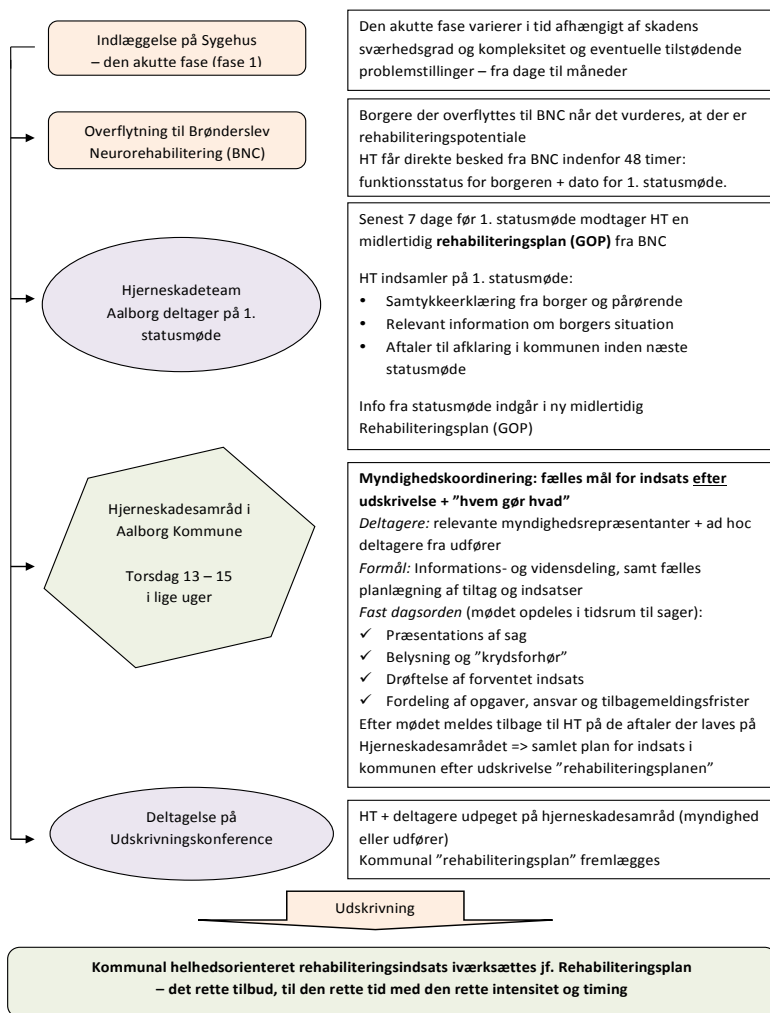 Indlæggelse på Sygehus
– den akutte fase (fase 1)
Den akutte fase varierer i tid afhængigt af skadens
sværhedsgrad og kompleksitet og eventuelle tilstødende
problemstillinger – fra dage til måneder
Overflytning til Brønderslev
Neurorehabilitering (BNC)
Borgere der overflyttes til BNC når det vurderes, at der er
rehabiliteringspotentiale
HT får direkte besked fra BNC indenfor 48 timer:
funktionsstatus for borgeren + dato for 1. statusmøde.
Hjerneskadeteam
Aalborg deltager på 1.
statusmøde
Senest 7 dage før 1. statusmøde modtager HT en
midlertidig rehabiliteringsplan (GOP) fra BNC
HT indsamler på 1. statusmøde:
• Samtykkeerklæring fra borger og pårørende
• Relevant information om borgers situation
• Aftaler til afklaring i kommunen inden næste
statusmøde
Info fra statusmøde indgår i ny midlertidig
Rehabiliteringsplan (GOP)
Hjerneskadesamråd i
Aalborg Kommune
Torsdag 13 – 15
i lige uger
Myndighedskoordinering: fælles mål for indsats efter
udskrivelse + ”hvem gør hvad”
Deltagere: relevante myndighedsrepræsentanter + ad hoc
deltagere fra udfører
Formål: Informations- og vidensdeling, samt fælles
planlægning af tiltag og indsatser
Fast dagsorden (mødet opdeles i tidsrum til sager):
✓ Præsentations af sag
✓ Belysning og ”krydsforhør”
✓ Drøftelse af forventet indsats
✓ Fordeling af opgaver, ansvar og tilbagemeldingsfrister
Efter mødet meldes tilbage til HT på de aftaler der laves på
Hjerneskadesamrådet => samlet plan for indsats i
kommunen efter udskrivelse ”rehabiliteringsplanen”
Deltagelse på
Udskrivningskonference
HT + deltagere udpeget på hjerneskadesamråd (myndighed
eller udfører)
Kommunal ”rehabiliteringsplan” fremlægges
Udskrivning
Kommunal helhedsorienteret rehabiliteringsindsats iværksættes jf. Rehabiliteringsplan
– det rette tilbud, til den rette tid med den rette intensitet og timing